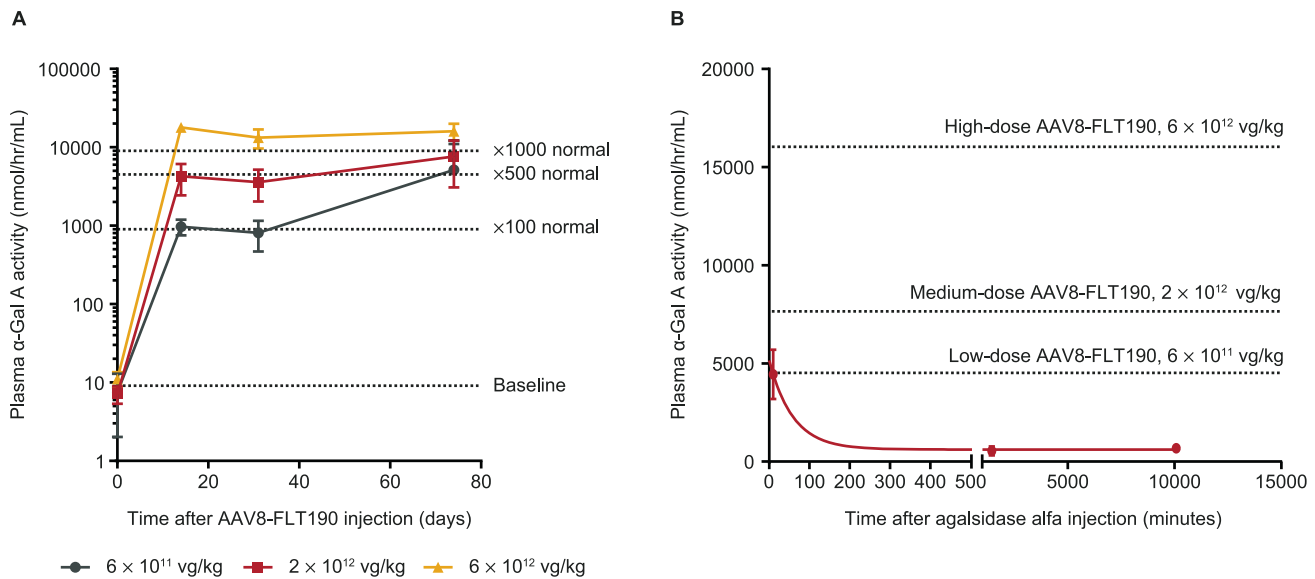 A
Plasma α-Gal A activity (nmol/hr/mL)
100000
10000
1000
100
10
1
×1000 normal
×500 normal
×100 normal
Baseline
0 20 40 60 80
Time after AAV8-FLT190 injection (days)
6 × 10¹¹ vg/kg 2 × 10¹² vg/kg 6 × 10¹² vg/kg
B
Plasma α-Gal A activity (nmol/hr/mL)
20000
15000
10000
5000
0
High-dose AAV8-FLT190, 6 × 10¹² vg/kg
Medium-dose AAV8-FLT190, 2 × 10¹² vg/kg
Low-dose AAV8-FLT190, 6 × 10¹¹ vg/kg
0 100 200 300 400 500 5000 10000 15000
Time after agalsidase alfa injection (minutes)